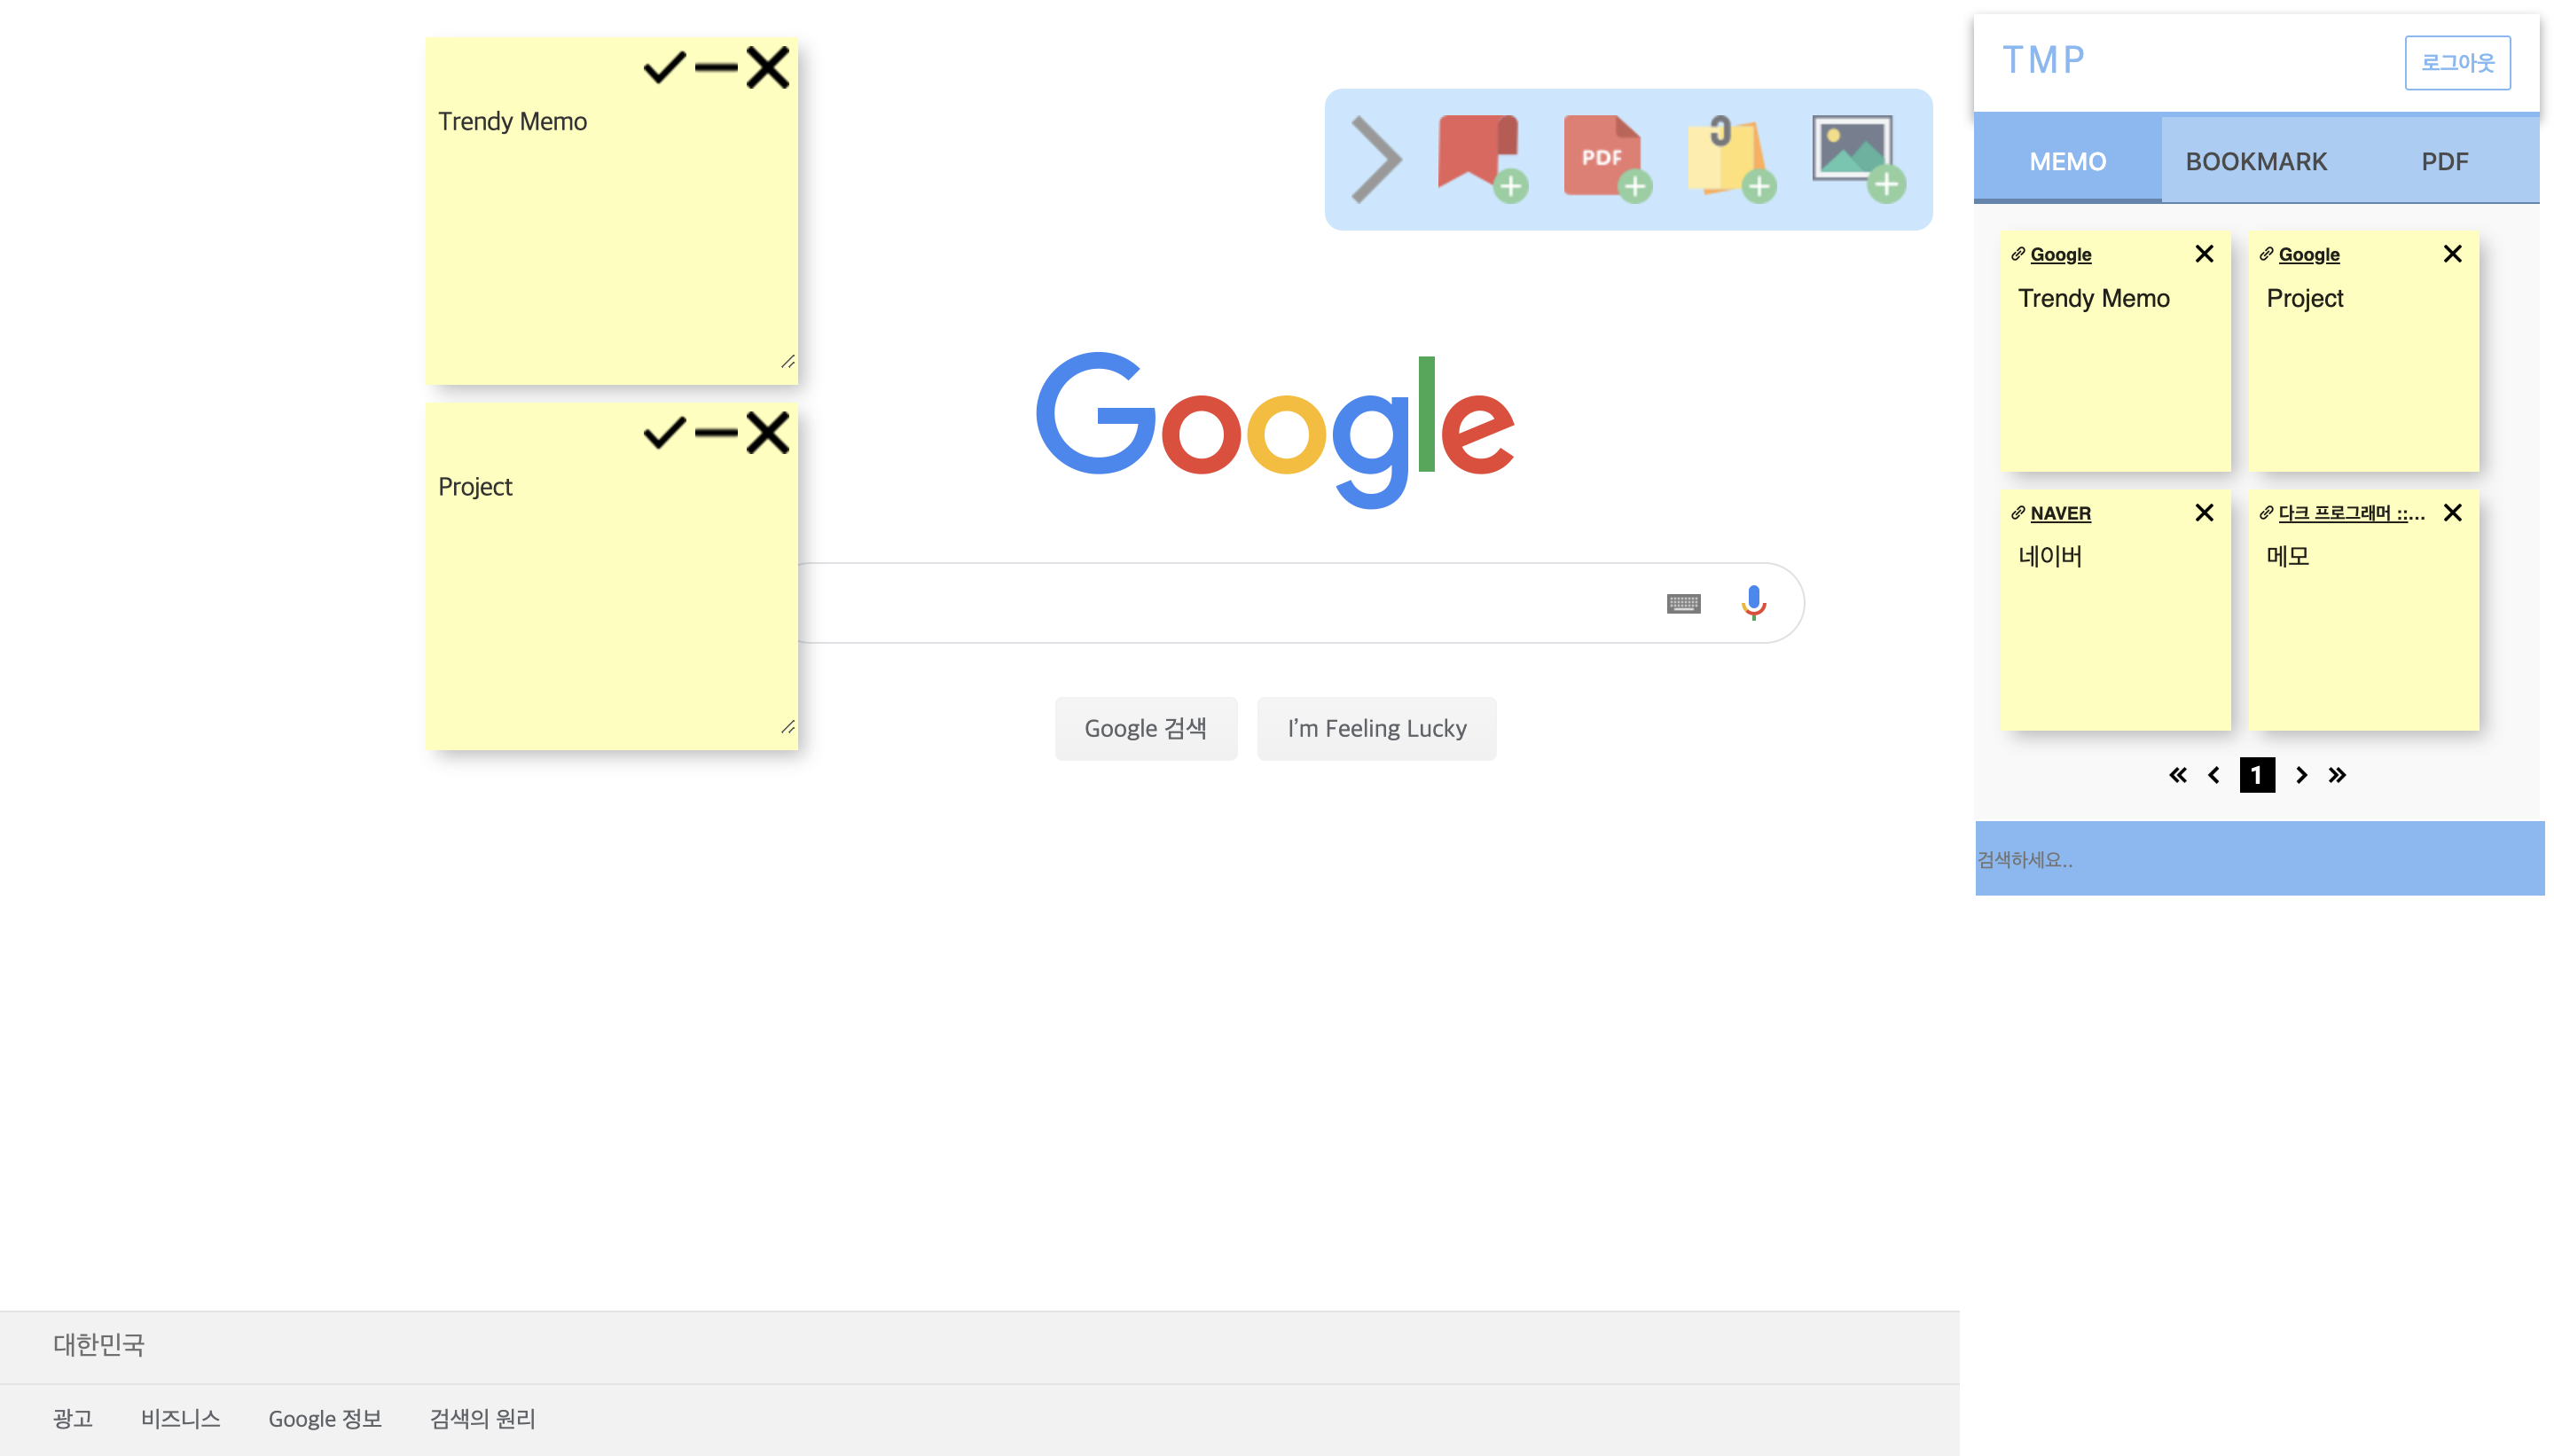 Trendy Memo
Project
PDF
Google
Google 검색
I'm Feeling Lucky
대한민국
광고 비즈니스 Google 정보 검색의 원리
TMP
로그아웃
MEMO BOOKMARK PDF
Google
Trendy Memo
Google
Project
NAVER
네이버
다크 프로그래머 ::...
메모
1
검색하세요..